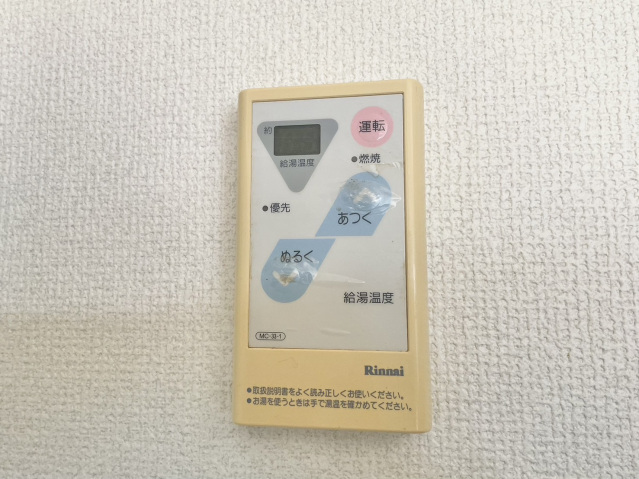 約
運転
給湯温度
●燃焼
●優先
あつく
ぬるく
給湯温度
MC-3I-1
Rinnai
●取扱説明書をよく読み正しくお使いください。
●お湯を使うときは手で湯温を確かめてください。